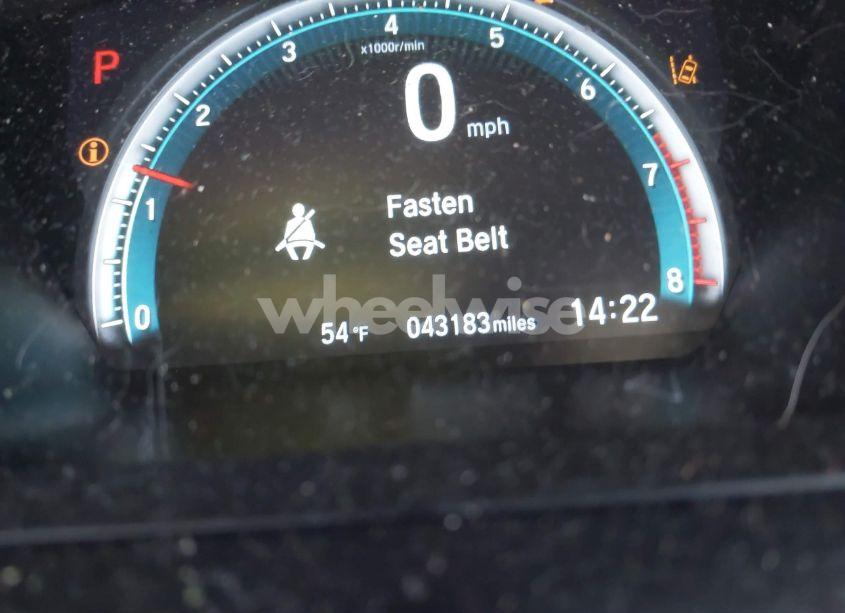 4
x1000r/min
3
5
P
0 mph
2
6
i
7
1
Fasten
Seat Belt
8
wheelwise
0
54°F 043183miles 14:22